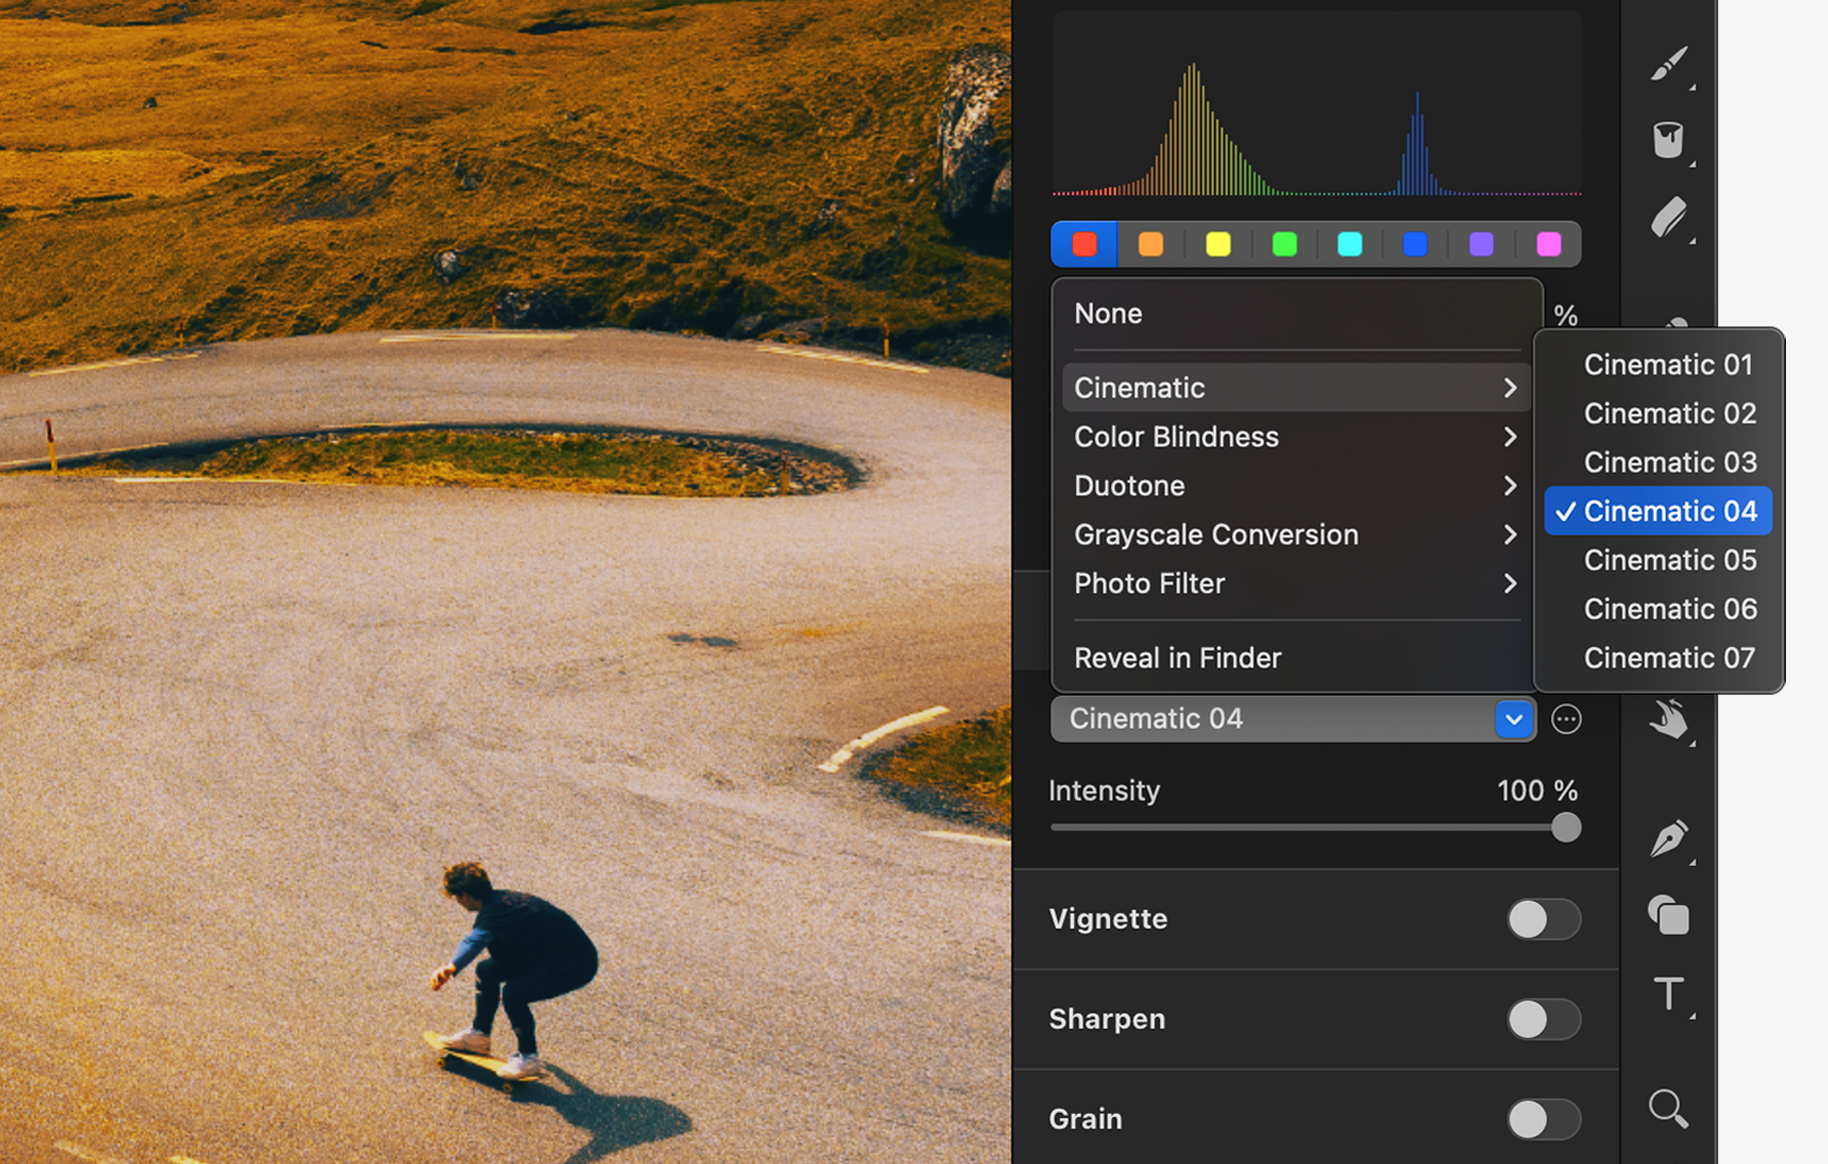 None
%
Cinematic
Color Blindness
Duotone
Grayscale Conversion
Photo Filter
Reveal in Finder
Cinematic 01
Cinematic 02
Cinematic 03
Cinematic 04
Cinematic 05
Cinematic 06
Cinematic 07
Cinematic 04
Intensity 100 %
Vignette
Sharpen
Grain